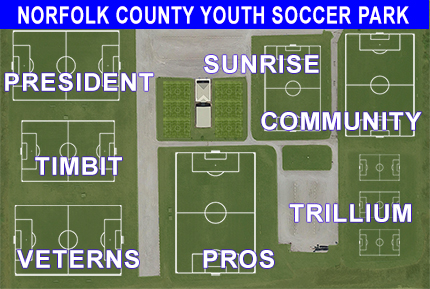 NORFOLK COUNTY YOUTH SOCCER PARK
SUNRISE
PRESIDENT
COMMUNITY
TIMBIT
TRILLIUM
VETERNS
PROS